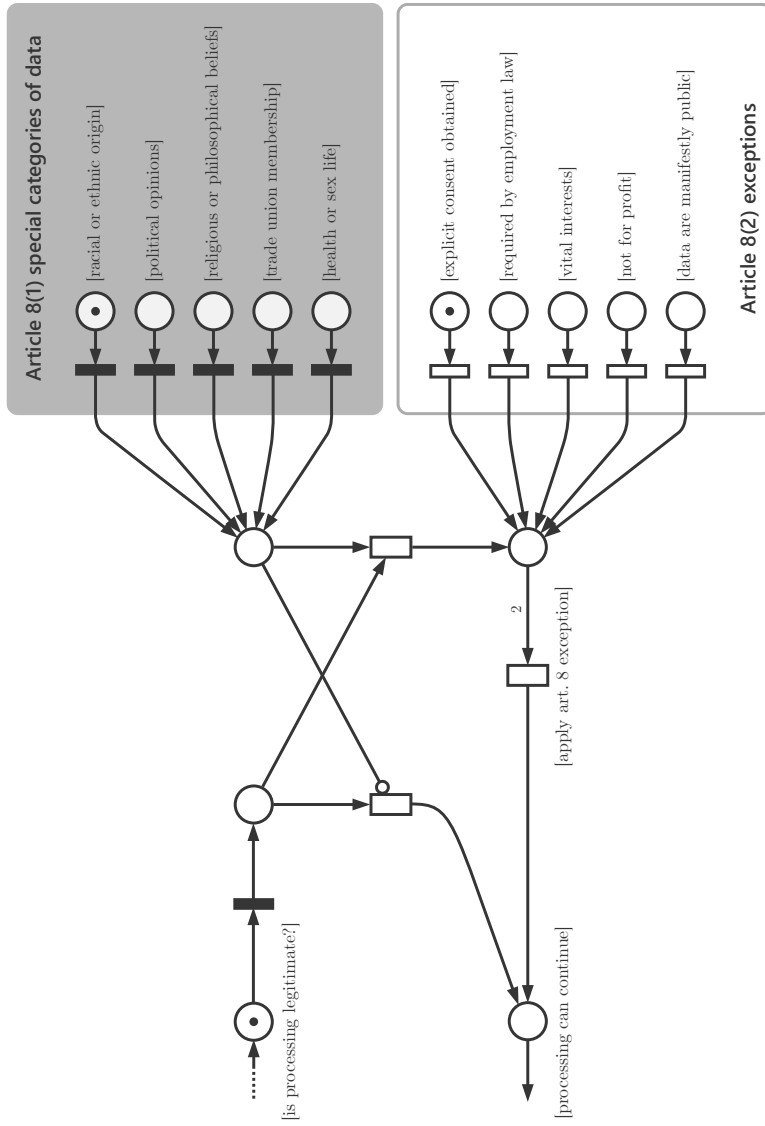 Article 8(1) special categories of data
[racial or ethnic origin]
[political opinions]
[religious or philosophical beliefs]
[trade union membership]
[health or sex life]
[explicit consent obtained]
[required by employment law]
[vital interests]
[not for profit]
[data are manifestly public]
Article 8(2) exceptions
2
[apply art. 8 exception]
[is processing legitimate?]
[processing can continue]